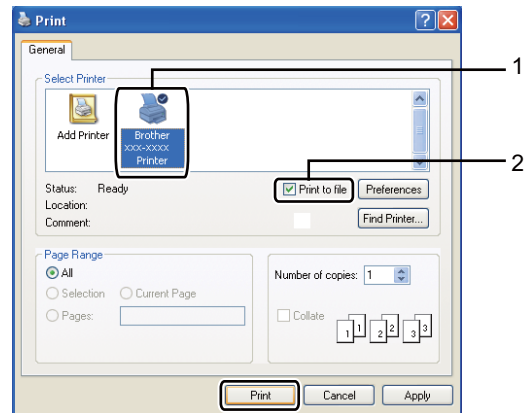 Print
General
Select Printer
1
Add Printer
Brother
xxx-xxxx
Printer
2
Status: Ready
Print to file
Preferences
Location:
Comment:
Find Printer...
Page Range
All
Selection
Current Page
Pages:
Number of copies: 1
Collate
1 1 2 2 3 3
Print
Cancel
Apply